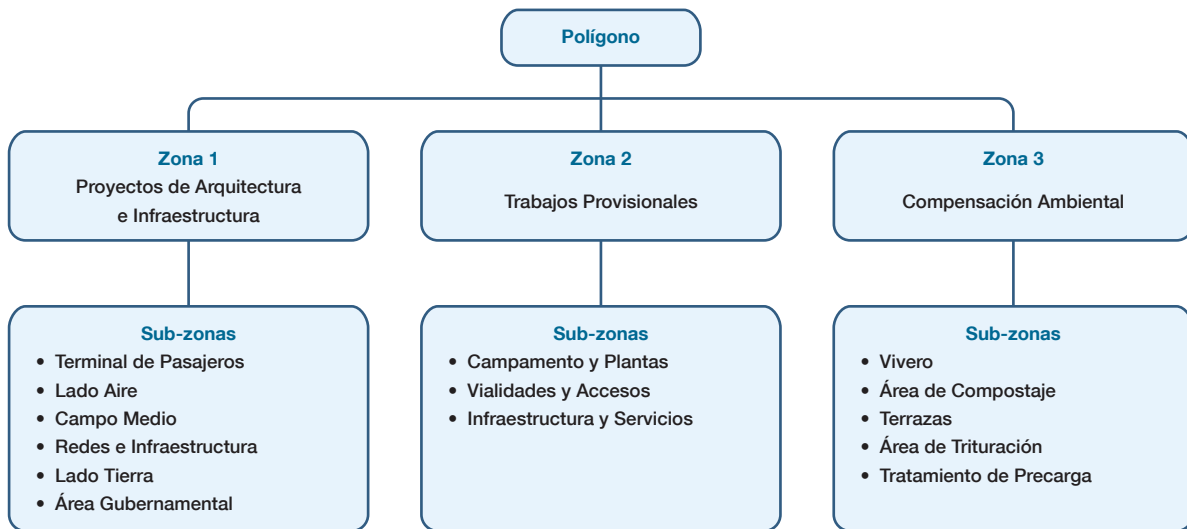 Polígono
Zona 1
Proyectos de Arquitectura
e Infraestructura
Zona 2
Trabajos Provisionales
Zona 3
Compensación Ambiental
Sub-zonas
• Terminal de Pasajeros
• Lado Aire
• Campo Medio
• Redes e Infraestructura
• Lado Tierra
• Área Gubernamental
Sub-zonas
• Campamento y Plantas
• Vialidades y Accesos
• Infraestructura y Servicios
Sub-zonas
• Vivero
• Área de Compostaje
• Terrazas
• Área de Trituración
• Tratamiento de Precarga